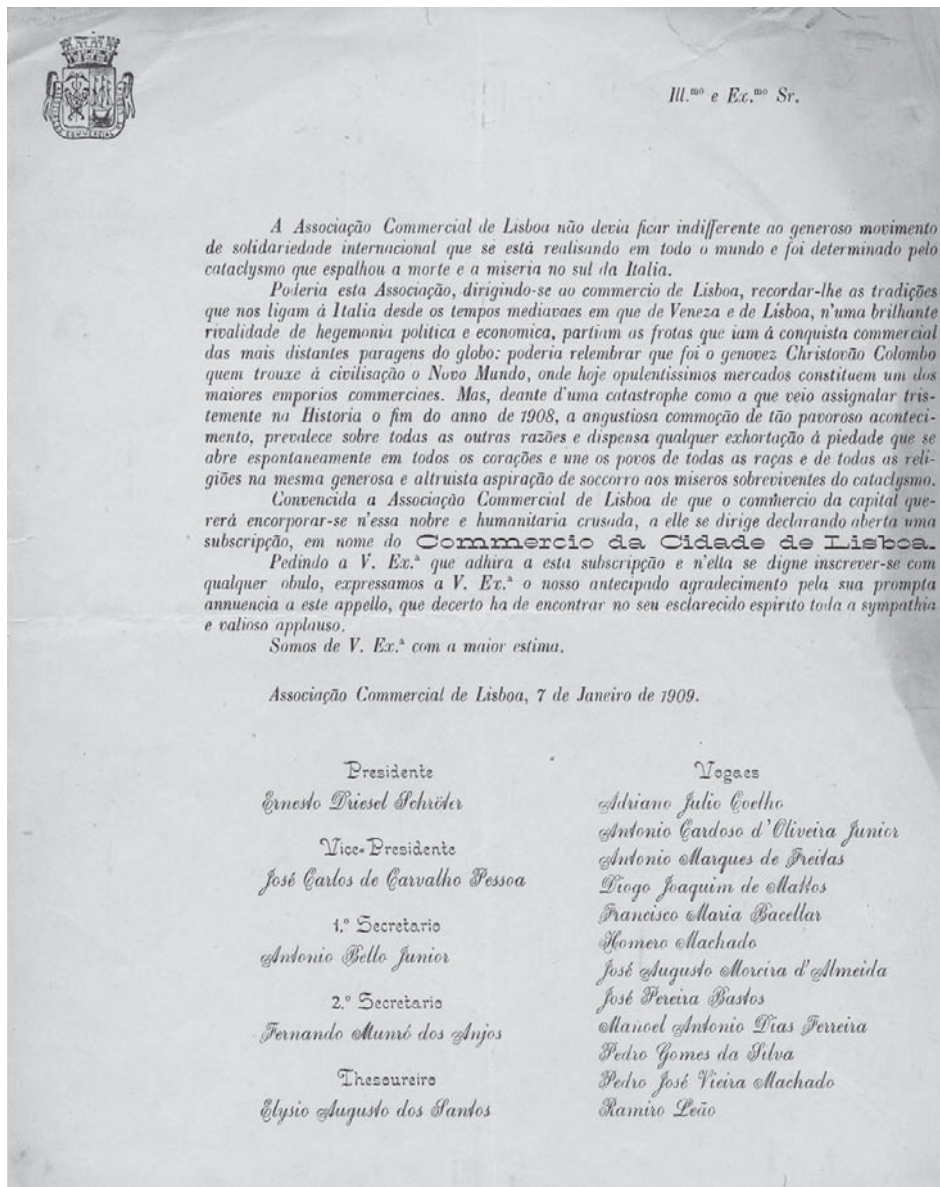 Ill.mo e Ex.mo Sr.
A Associação Commercial de Lisboa não devia ficar indifferente ao generoso movimento
de solidariedade internacional que se está realisando em todo o mundo e foi determinado pelo
cataclysmo que espalhou a morte e a miseria no sul da Italia.
Poderia esta Associação, dirigindo-se ao commercio de Lisboa, recordar-lhe as tradições
que nos ligam á Italia desde os tempos mediavaes em que de Veneza e de Lisboa, n'uma brilhante
rivalidade de hegemonia politica e economica, partiam as frotas que iam á conquista commercial
das mais distantes paragens do globo: poderia relembrar que foi o genovez Christovão Colombo
quem trouxe á civilisação o Novo Mundo, onde hoje opulentissimos mercados constituem um dos
maiores emporios commerciaes. Mas, deante d'uma catastrophe como a que veio assignalar tris-
temente na Historia o fim do anno de 1908, a angustiosa commoção de tão pavoroso aconteci-
mento, prevalece sobre todas as outras razões e dispensa qualquer exhortação á piedade que se
abre espontaneamente em todos os corações e une os povos de todas as raças e de todas as reli-
giões na mesma generosa e altruista aspiração de soccorro aos miseros sobreviventes do cataclysmo.
Convencida a Associação Commercial de Lisboa de que o commercio da capital que-
rerá encorporar-se n'essa nobre e humanitaria crusada, a elle se dirige declarando aberta uma
subscripção, em nome do Commercio da Cidade de Lisboa.
Pedindo a V. Ex.ª que adhira a esta subscripção e n'ella se digne inscrever-se com
qualquer obulo, expressamos a V. Ex.ª o nosso antecipado agradecimento pela sua prompta
annuencia a este appello, que decerto ha de encontrar no seu esclarecido espirito toda a sympathia
e valioso applauso.
Somos de V. Ex.ª com a maior estima.
Associação Commercial de Lisboa, 7 de Janeiro de 1909.
Presidente
Ernesto Driesel Schröter
Vice-Presidente
José Carlos de Carvalho Pessoa
1.º Secretario
Antonio Bello Junior
2.º Secretario
Fernando Munró dos Anjos
Thesoureiro
Elysio Augusto dos Santos
Vogaes
Adriano Julio Coelho
Antonio Cardoso d'Oliveira Junior
Antonio Marques de Freitas
Diogo Joaquim de Mattos
Francisco Maria Bacellar
Homero Machado
José Augusto Moreira d'Almeida
José Pereira Bastos
Manoel Antonio Dias Ferreira
Pedro Gomes da Silva
Pedro José Vieira Machado
Ramiro Leão